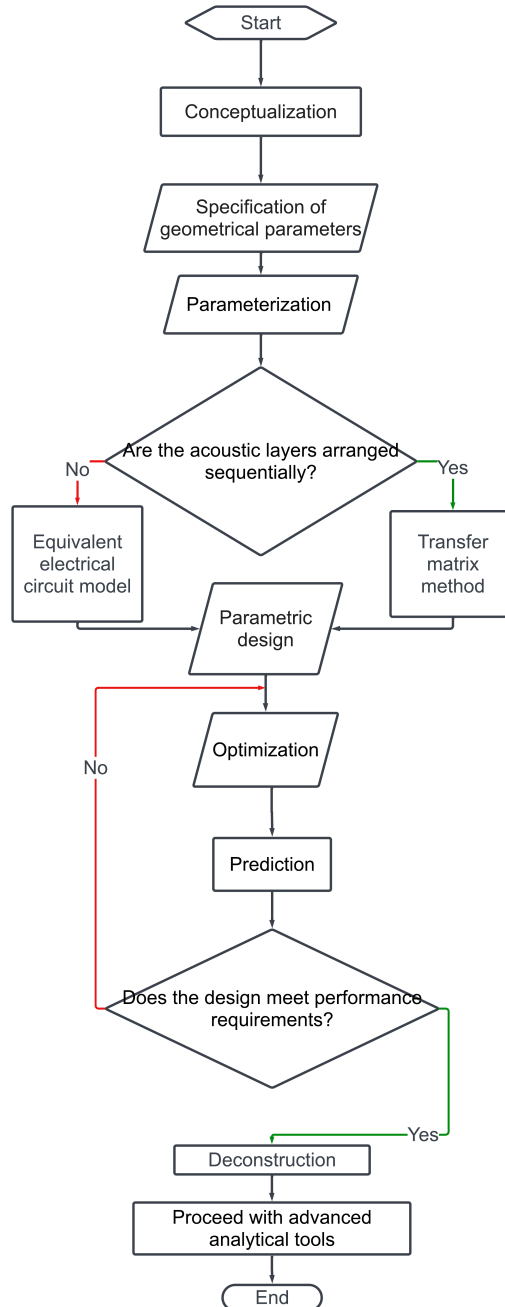 Start
Conceptualization
Specification of
geometrical parameters
Parameterization
Are the acoustic layers arranged
sequentially?
No
Yes
Equivalent
electrical
circuit model
Transfer
matrix
method
Parametric
design
Optimization
No
Prediction
Does the design meet performance
requirements?
Yes
Deconstruction
Proceed with advanced
analytical tools
End